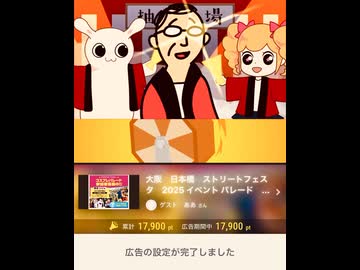 抽 場
大阪 日本橋 ストリートフェス
タ 2025 イベント パレード ...
ゲスト ああ さん
累計 17,900 pt 広告期間中 17,900 pt
広告の設定が完了しました